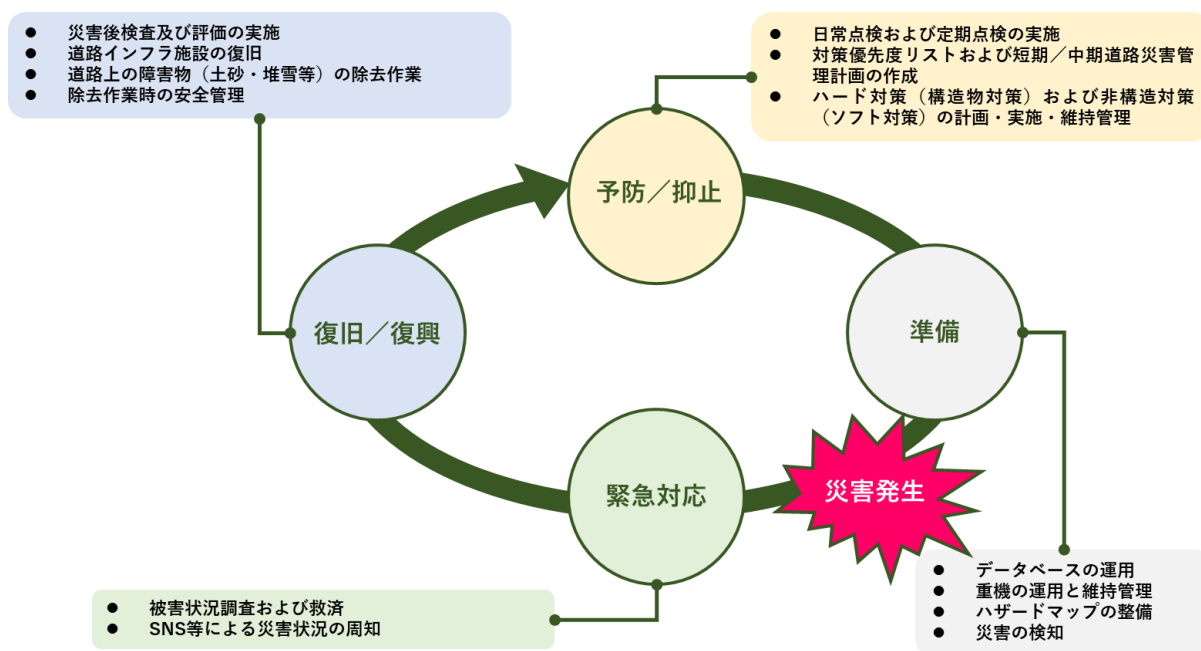 ● 災害後検査及び評価の実施
● 道路インフラ施設の復旧
● 道路上の障害物（土砂・堆雪等）の除去作業
● 除去作業時の安全管理
● 日常点検および定期点検の実施
● 対策優先度リストおよび短期／中期道路災害管
理計画の作成
● ハード対策（構造物対策）および非構造対策
（ソフト対策）の計画・実施・維持管理
予防／抑止
復旧／復興
準備
緊急対応
災害発生
● データベースの運用
● 重機の運用と維持管理
● ハザードマップの整備
● 災害の検知
● 被害状況調査および救済
● SNS等による災害状況の周知